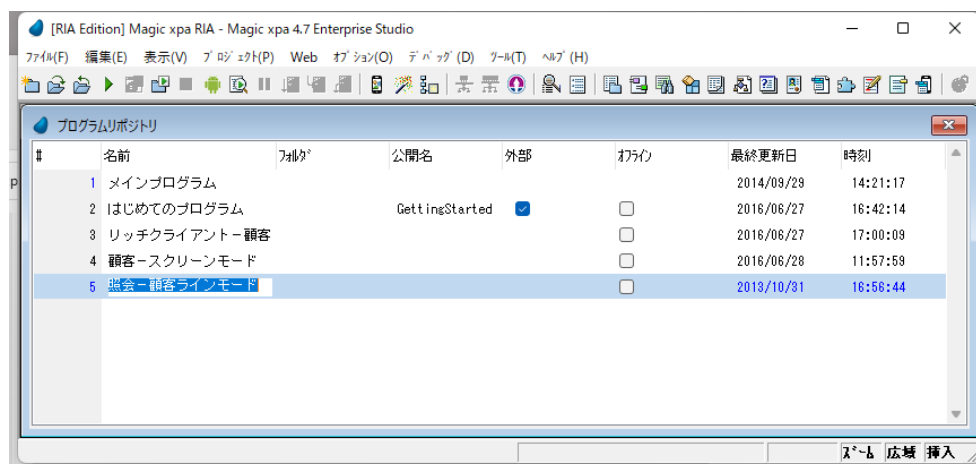 [RIA Edition] Magic xpa RIA - Magic xpa 4.7 Enterprise Studio
ﾌｧｲﾙ(F) 編集(E) 表示(V) ﾌﾟﾛｼﾞｪｸﾄ(P) Web ｵﾌﾟｼｮﾝ(O) ﾃﾞﾊﾞｯｸﾞ(D) ﾂｰﾙ(T) ﾍﾙﾌﾟ(H)
プログラムリポジトリ
# 名前 ﾌｫﾙﾀﾞ 公開名 外部 ｵﾌﾗｲﾝ 最終更新日 時刻
1 メインプログラム 2014/09/29 14:21:17
2 はじめてのプログラム GettingStarted 2016/06/27 16:42:14
3 リッチクライアントー顧客 2016/06/27 17:00:09
4 顧客ースクリーンモード 2016/06/28 11:57:59
5 照会ー顧客ラインモード 2013/10/31 16:56:44
ｽﾞｰﾑ 広域 挿入